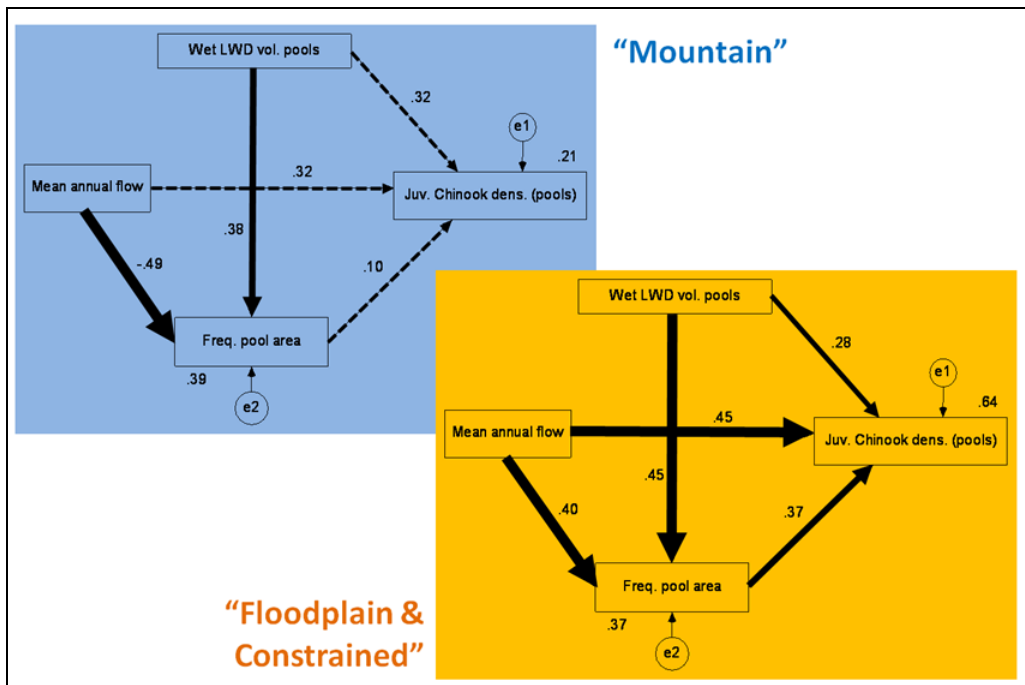 Wet LWD vol. pools
“Mountain”
.32
e1
.21
Mean annual flow
.32
Juv. Chinook dens. (pools)
.38
-.49
.10
Freq. pool area
.39
e2
Wet LWD vol. pools
.28
e1
.64
Mean annual flow
.45
Juv. Chinook dens. (pools)
.45
.40
.37
Freq. pool area
.37
e2
“Floodplain &
Constrained”